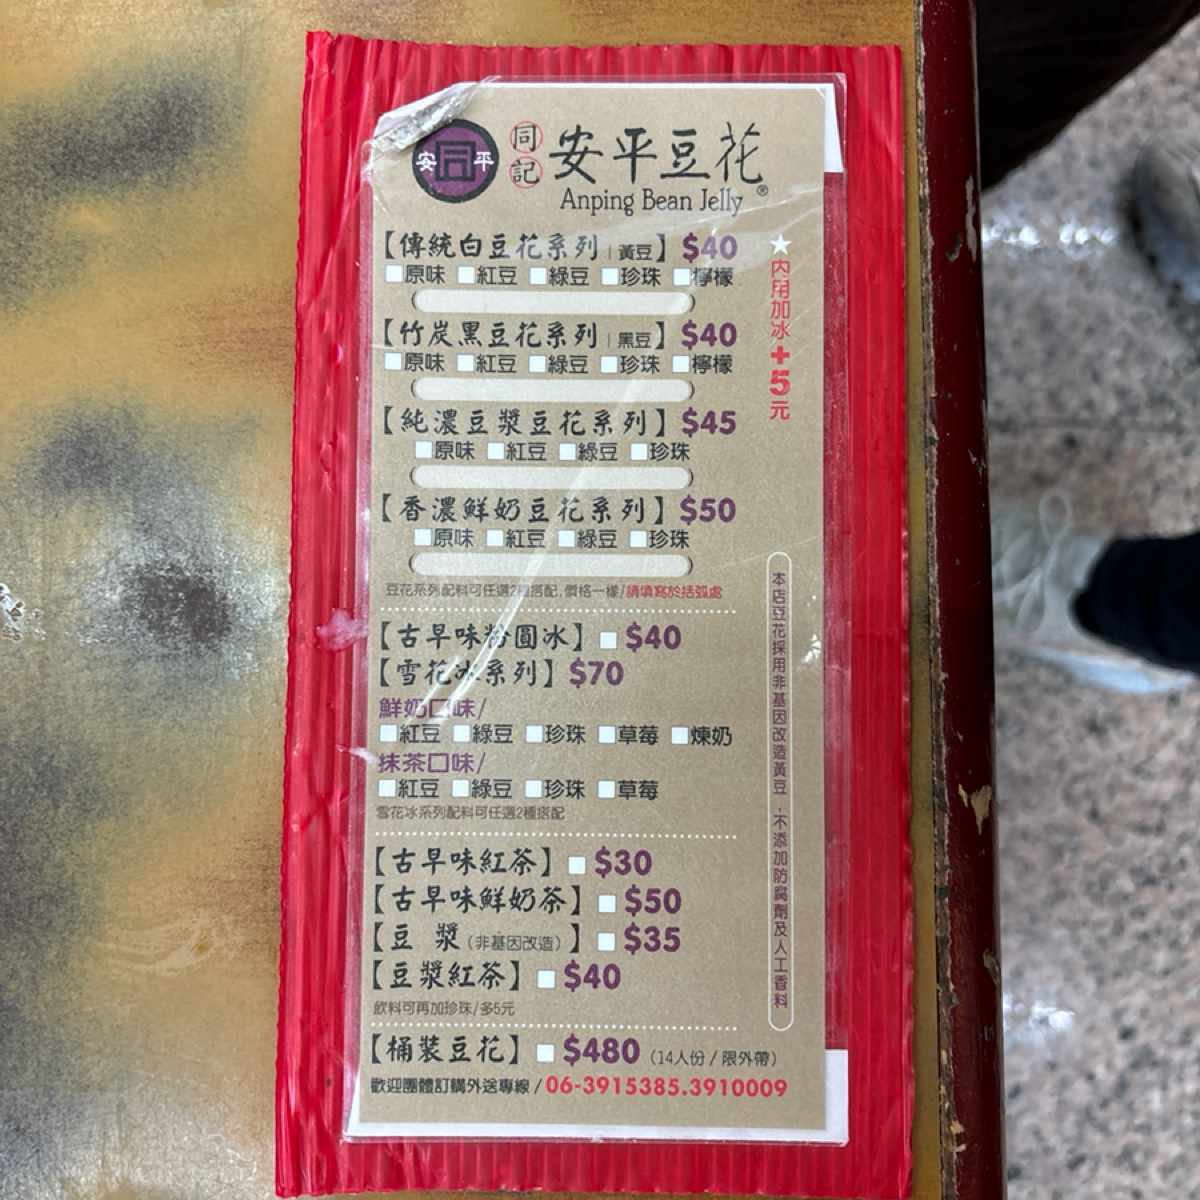 安同平
同記 安平豆花
Anping Bean Jelly®
【傳統白豆花系列|黃豆】$40
□原味 □紅豆 □綠豆 □珍珠 □檸檬
【竹炭黑豆花系列|黑豆】$40
□原味 □紅豆 □綠豆 □珍珠 □檸檬
【純濃豆漿豆花系列】$45
□原味 □紅豆 □綠豆 □珍珠
【香濃鮮奶豆花系列】$50
□原味 □紅豆 □綠豆 □珍珠
豆花系列配料可任選2種搭配,價格一樣/請填寫於括弧處
【古早味粉圓冰】□$40
【雪花冰系列】$70
鮮奶口味/
□紅豆 □綠豆 □珍珠 □草莓 □煉奶
抹茶口味/
□紅豆 □綠豆 □珍珠 □草莓
雪花冰系列配料可任選2種搭配
【古早味紅茶】□$30
【古早味鮮奶茶】□$50
【豆 漿(非基因改造)】□$35
【豆漿紅茶】□$40
飲料可再加珍珠/多5元
【桶裝豆花】□$480(14人份/限外帶)
歡迎團體訂購外送專線/06-3915385.3910009
★內用加冰+5元
本店豆花採用非基因改造黃豆,不添加防腐劑及人工香料